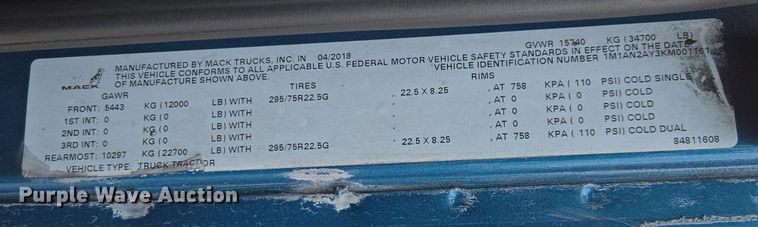 MACK
MANUFACTURED BY MACK TRUCKS, INC. IN 04/2018 GVWR 15740 KG (34700 LB)
THIS VEHICLE CONFORMS TO ALL APPLICABLE U.S. FEDERAL MOTOR VEHICLE SAFETY STANDARDS IN EFFECT ON THE DATE
OF MANUFACTURE SHOWN ABOVE. VEHICLE IDENTIFICATION NUMBER 1M1AN2AY3KM001161
GAWR TIRES RIMS
FRONT: 5443 KG (12000 LB) WITH 295/75R22.5G , 22.5 X 8.25 , AT 758 KPA ( 110 PSI) COLD SINGLE
1ST INT: 0 KG (0 LB) WITH , , AT 0 KPA ( 0 PSI) COLD
2ND INT: 0 KG (0 LB) WITH , , AT 0 KPA ( 0 PSI) COLD
3RD INT: 0 KG (0 LB) WITH , , AT 0 KPA ( 0 PSI) COLD
REARMOST: 10297 KG (22700 LB) WITH 295/75R22.5G , 22.5 X 8.25 , AT 758 KPA ( 110 PSI) COLD DUAL
VEHICLE TYPE: TRUCK TRACTOR 84811608
Purple Wave Auction